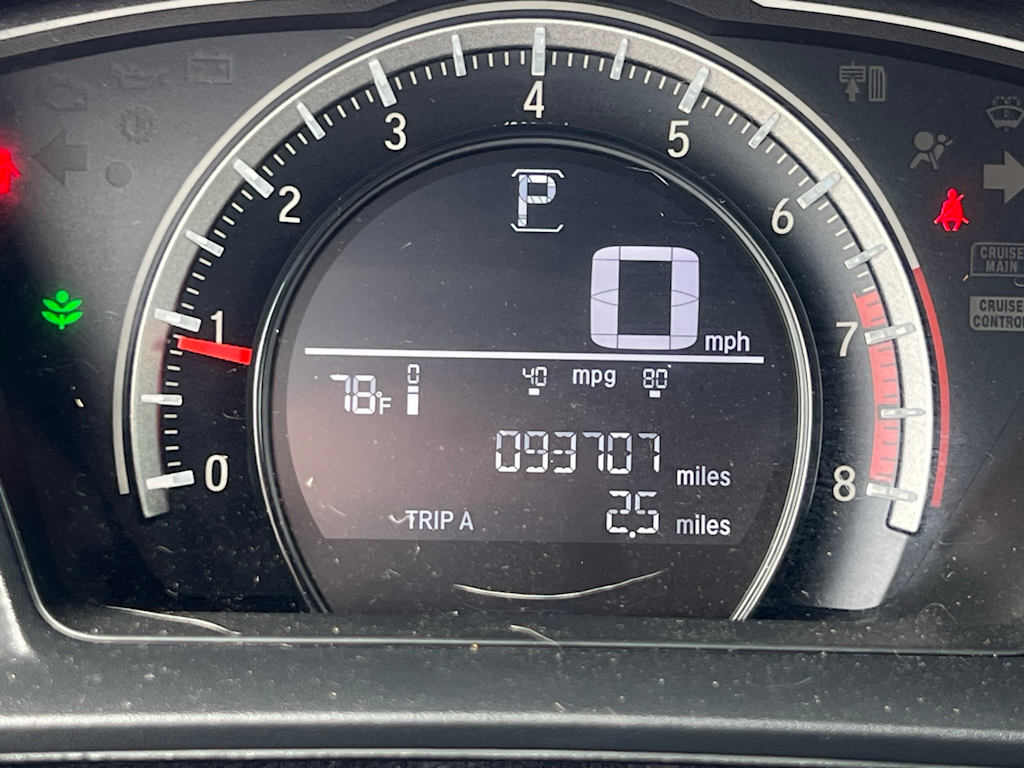 4
3
5
P
2
6
0 mph
1
7
0 40 mpg 80
78°F
093707 miles
0
8
TRIP A 2.5 miles
CRUISE MAIN
CRUISE CONTROL